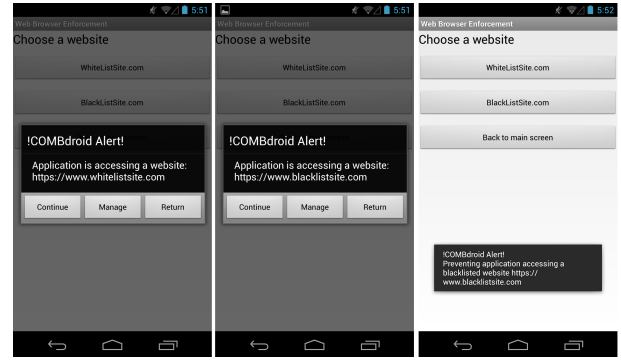 5:51
Web Browser Enforcement
Choose a website
WhiteListSite.com
BlackListSite.com
!COMBdroid Alert!
Application is accessing a website:
https://www.whitelistsite.com
Continue Manage Return
5:51
Web Browser Enforcement
Choose a website
WhiteListSite.com
BlackListSite.com
!COMBdroid Alert!
Application is accessing a website:
https://www.blacklistsite.com
Continue Manage Return
5:52
Web Browser Enforcement
Choose a website
WhiteListSite.com
BlackListSite.com
Back to main screen
!COMBdroid Alert!
Preventing application accessing a
blacklisted website https://
www.blacklistsite.com